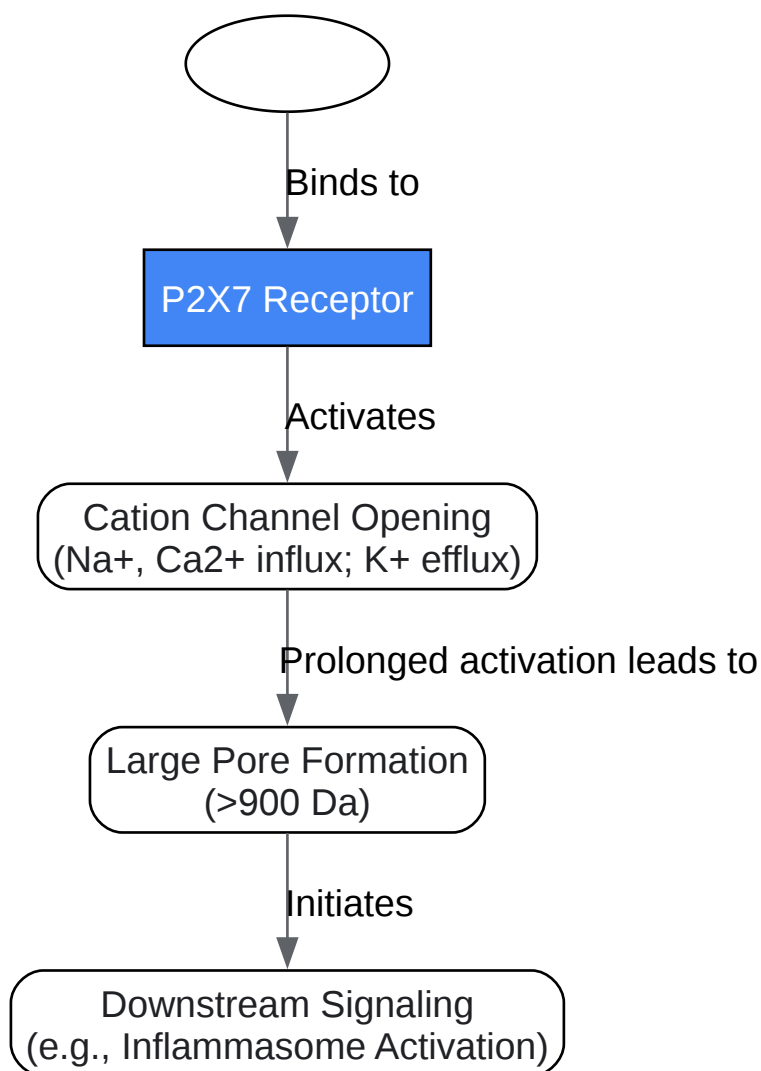 Binds to
P2X7 Receptor
Activates
Cation Channel Opening
(Na+, Ca2+ influx; K+ efflux)
Prolonged activation leads to
Large Pore Formation
(>900 Da)
Initiates
Downstream Signaling
(e.g., Inflammasome Activation)